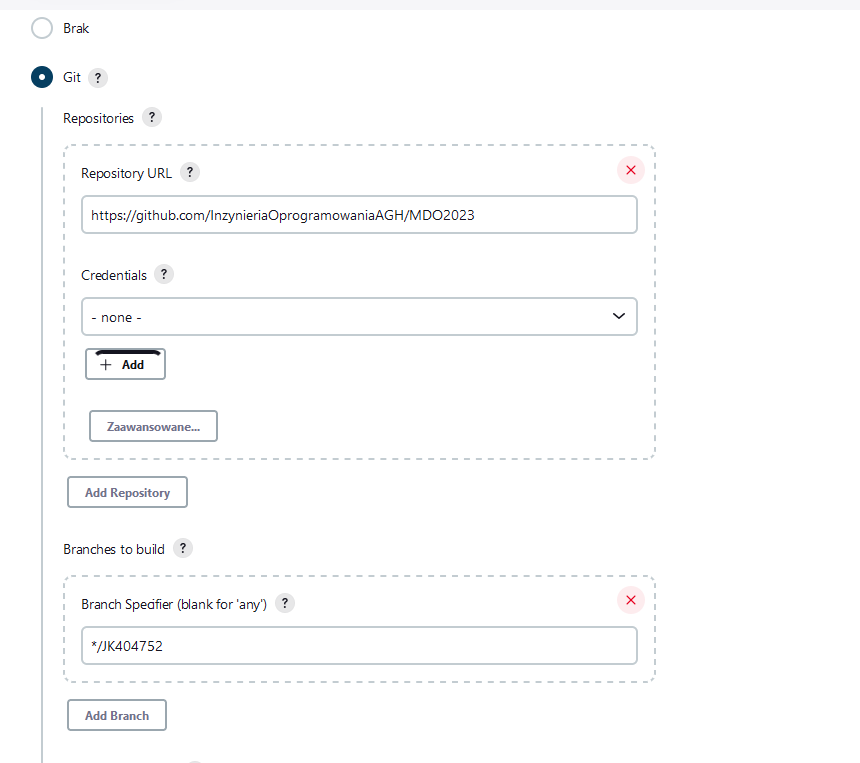 Brak
Git ?
Repositories ?
Repository URL ?
https://github.com/InzynieriaOprogramowaniaAGH/MDO2023
Credentials ?
- none -
+ Add
Zaawansowane...
Add Repository
Branches to build ?
Branch Specifier (blank for 'any') ?
*/JK404752
Add Branch